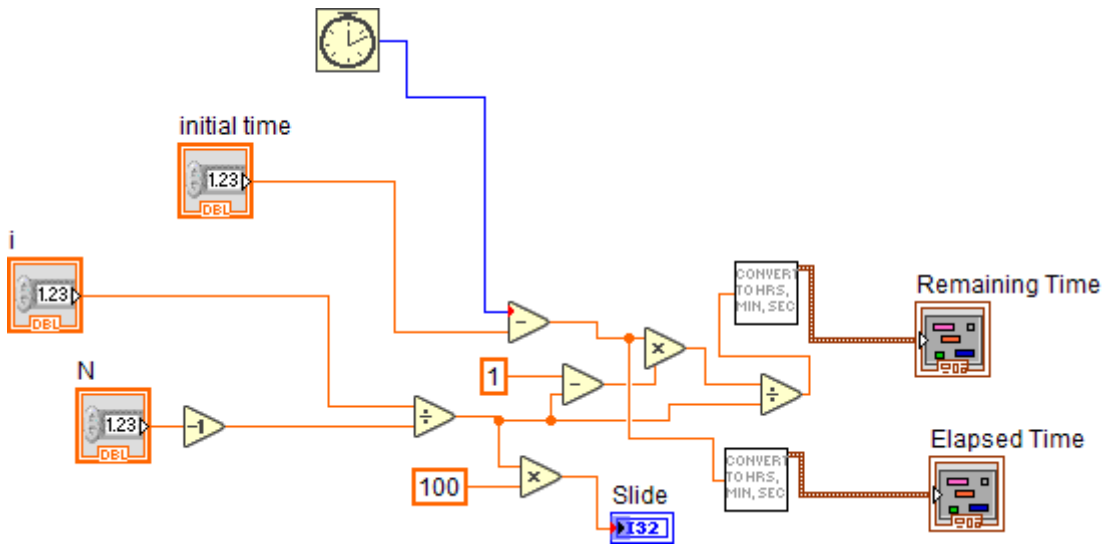 initial time
1.23
DBL
i
1.23
DBL
N
1.23
DBL
-1
÷
-
1
-
×
÷
100
×
Slide
I32
CONVERT
TO HRS,
MIN, SEC
Remaining Time
CONVERT
TO HRS,
MIN, SEC
Elapsed Time